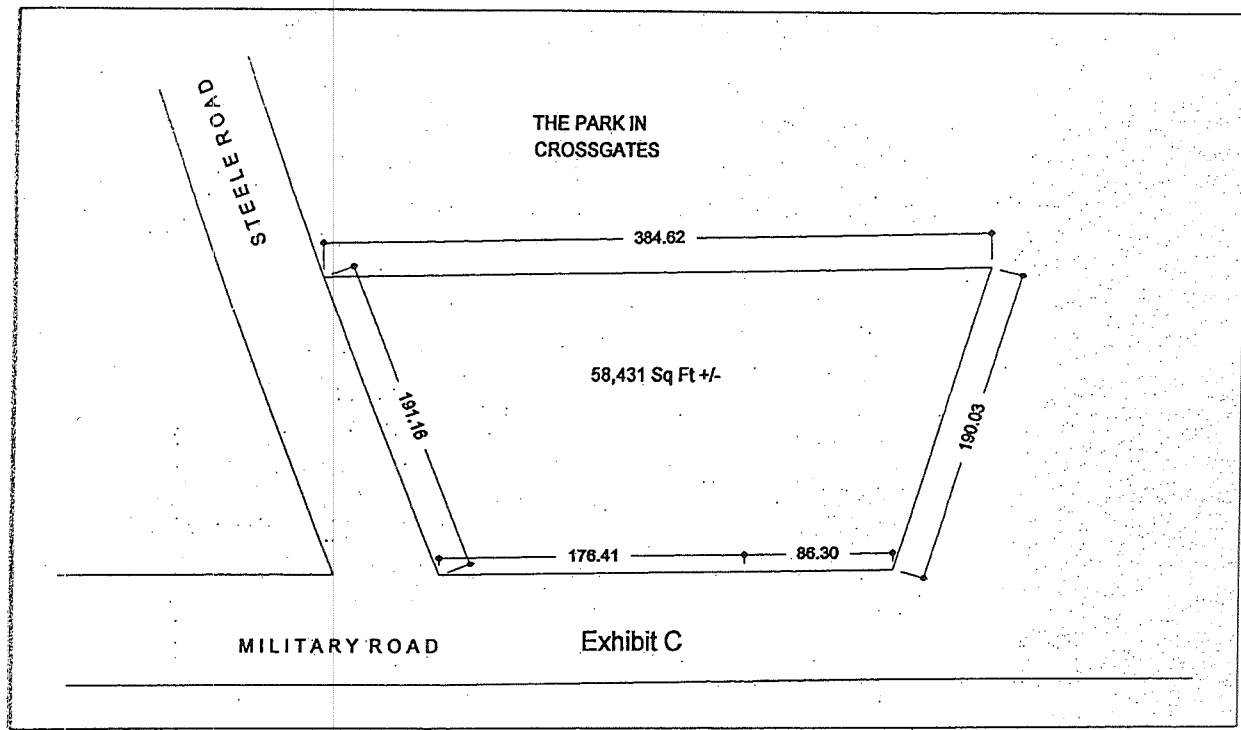 STEELE ROAD
THE PARK IN
CROSSGATES
384.62
58,431 Sq Ft +/-
191.16
190.03
176.41
86.30
MILITARY ROAD
Exhibit C